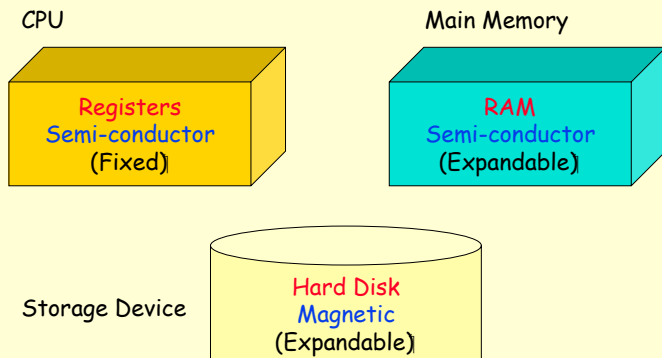 CPU
Main Memory
Registers
Semi-conductor
(Fixed)
RAM
Semi-conductor
(Expandable)
Storage Device
Hard Disk
Magnetic
(Expandable)